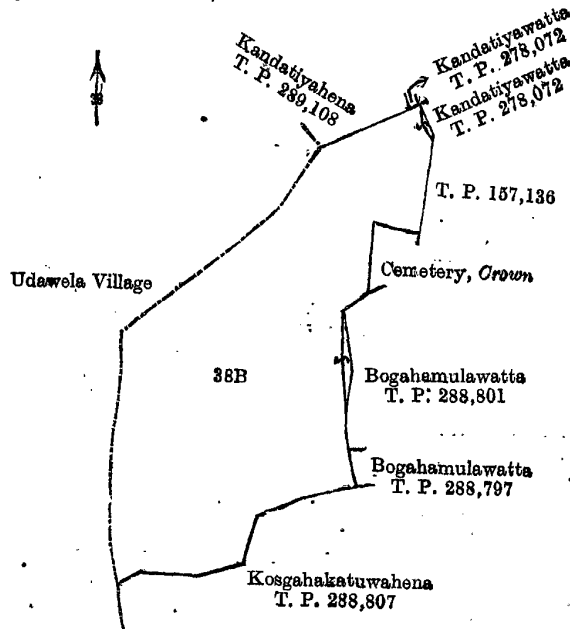 Kandatiyahena
T. P. 289,108
Kandatiyawatta
T. P. 278,072
Kandatiyawatta
T. P. 278,072
T. P. 157,136
Cemetery, Crown
Udawela Village
38B
Bogahamulawatta
T. P. 288,801
Bogahamulawatta
T. P. 288,797
Kosgahakatuwahena
T. P. 288,807